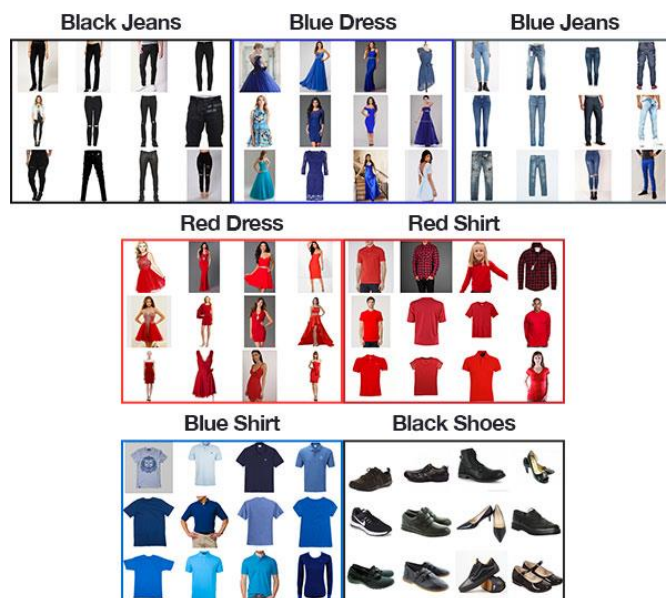 Black Jeans
Blue Dress
Blue Jeans
Red Dress
Red Shirt
Blue Shirt
Black Shoes